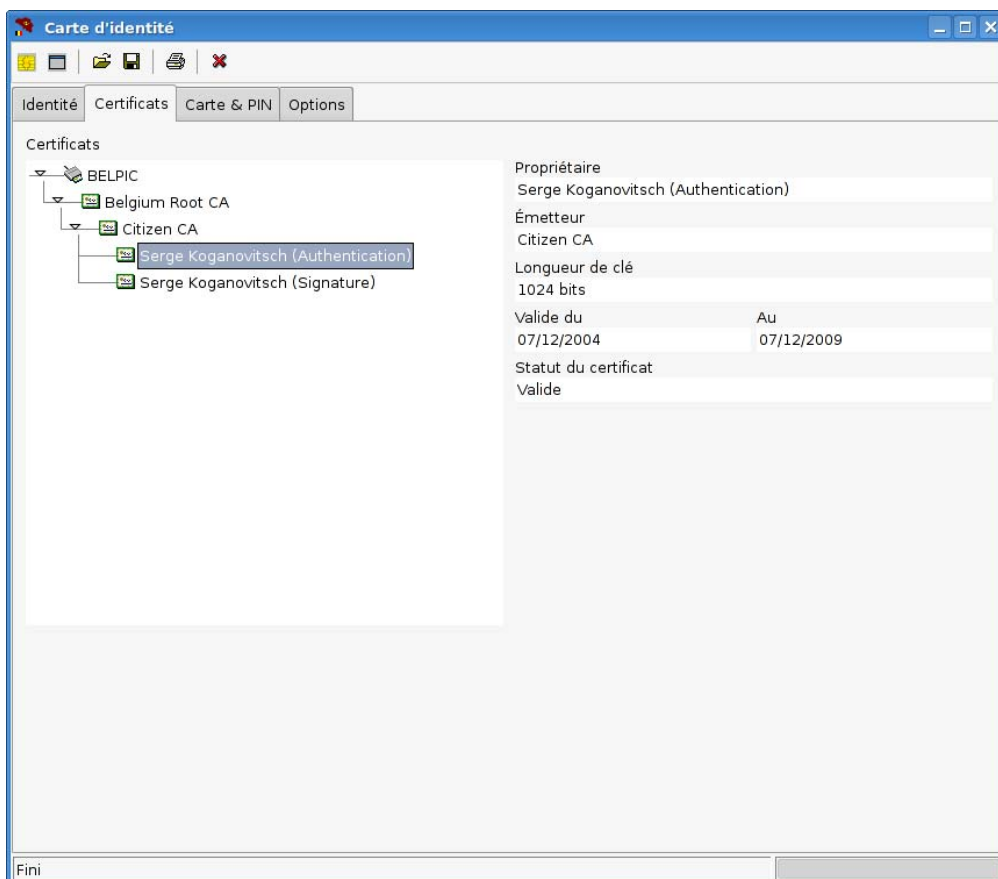 Carte d'identité
Identité Certificats Carte & PIN Options
Certificats
BELPIC
Belgium Root CA
Citizen CA
Serge Koganovitsch (Authentication)
Serge Koganovitsch (Signature)
Propriétaire
Serge Koganovitsch (Authentication)
Émetteur
Citizen CA
Longueur de clé
1024 bits
Valide du Au
07/12/2004 07/12/2009
Statut du certificat
Valide
Fini